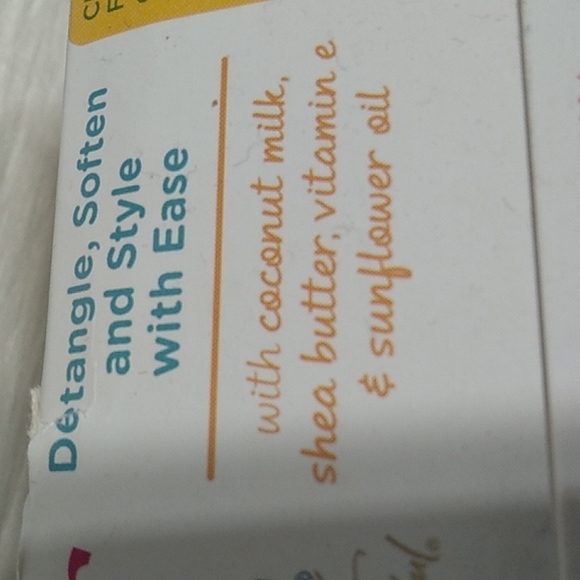 Detangle, Soften
and Style
with Ease
with coconut milk,
shea butter, vitamin e
& sunflower oil